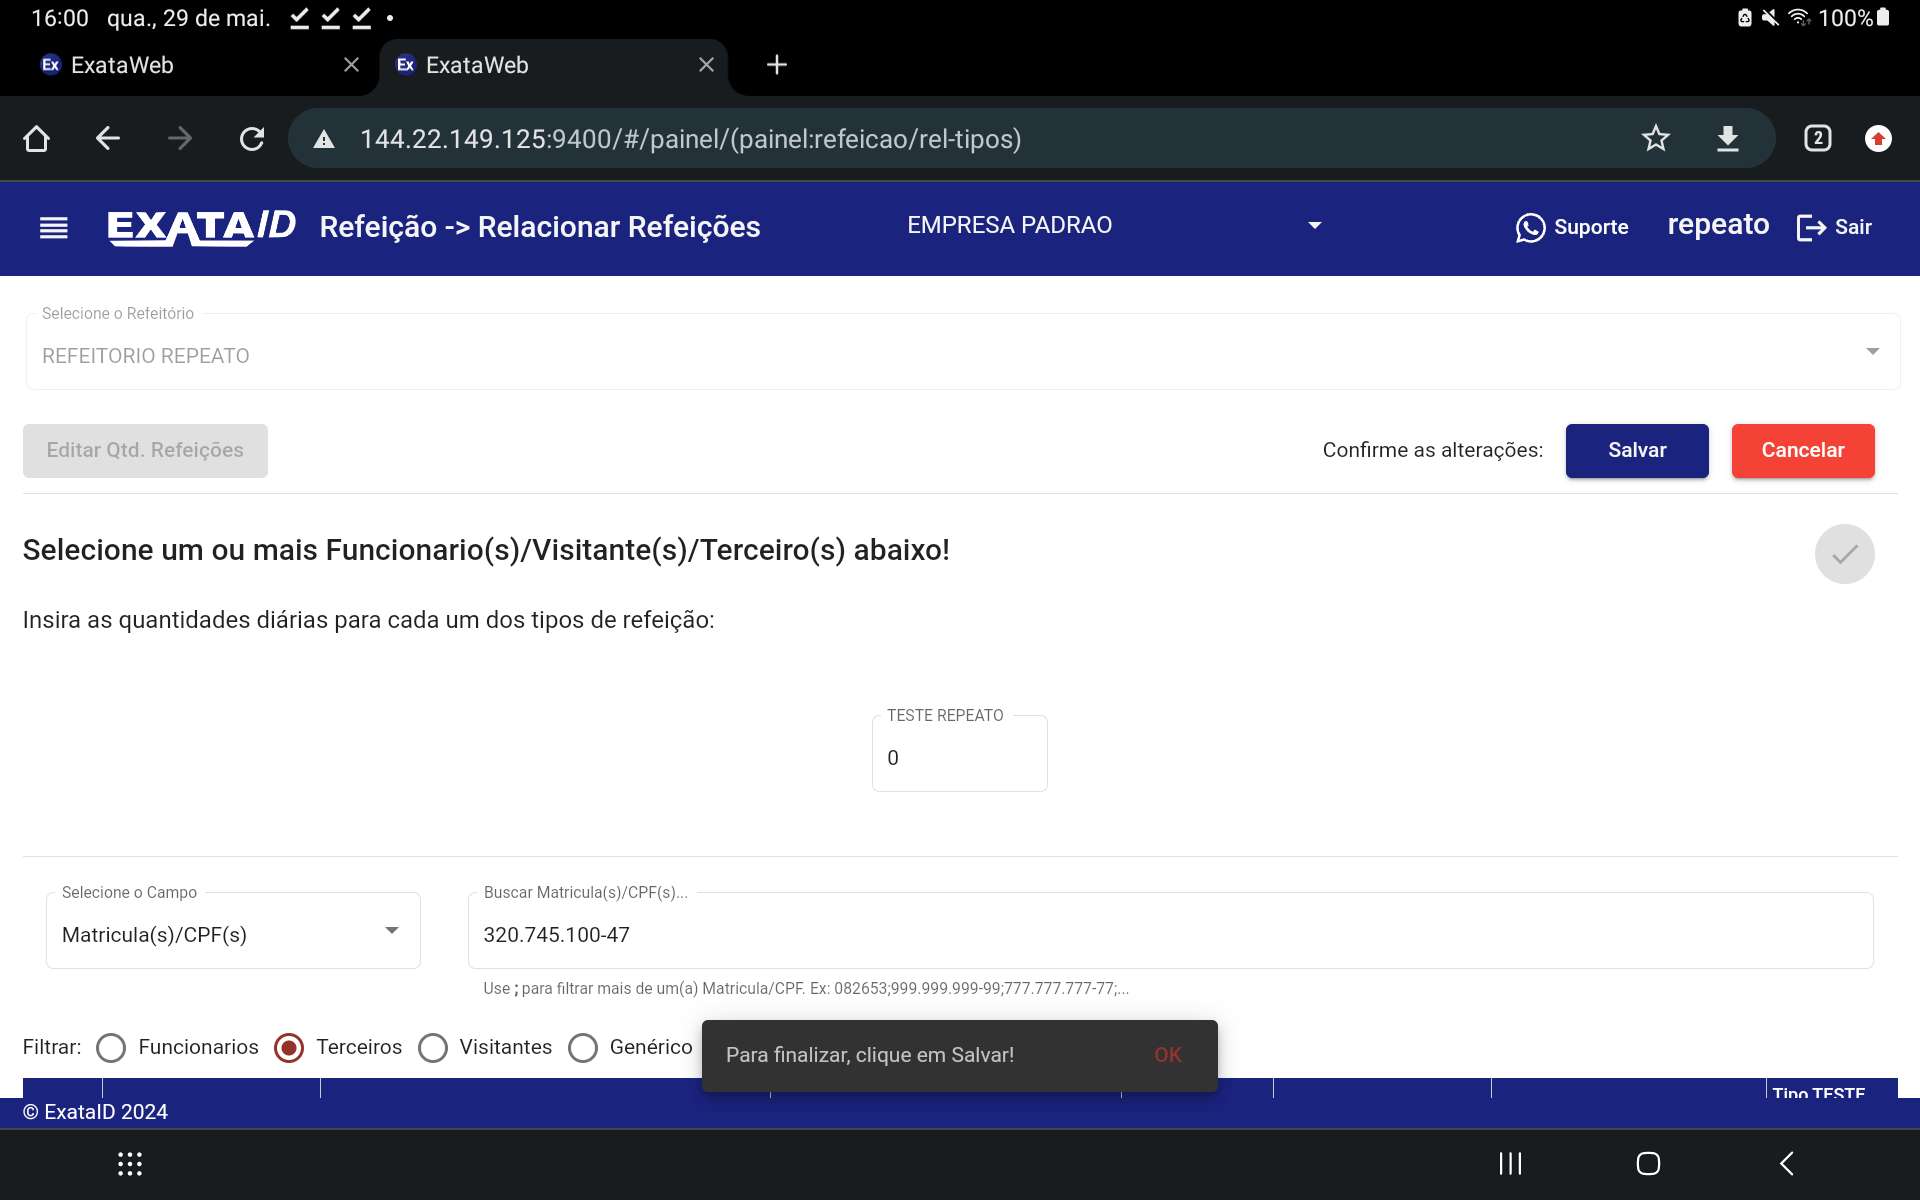 16:00 qua., 29 de mai. 100%
Ex ExataWeb Ex ExataWeb
144.22.149.125:9400/#/painel/(painel:refeicao/rel-tipos) 2
EXATAID Refeição -> Relacionar Refeições EMPRESA PADRAO Suporte repeato Sair
Selecione o Refeitório
REFEITORIO REPEATO
Editar Qtd. Refeições Confirme as alterações: Salvar Cancelar
Selecione um ou mais Funcionario(s)/Visitante(s)/Terceiro(s) abaixo!
Insira as quantidades diárias para cada um dos tipos de refeição:
TESTE REPEATO
0
Selecione o Campo Buscar Matricula(s)/CPF(s)...
Matricula(s)/CPF(s) 320.745.100-47
Use ; para filtrar mais de um(a) Matricula/CPF. Ex: 082653;999.999.999-99;777.777.777-77;...
Filtrar: Funcionarios Terceiros Visitantes Genérico
Para finalizar, clique em Salvar! OK
Tipo TESTE
© ExataID 2024